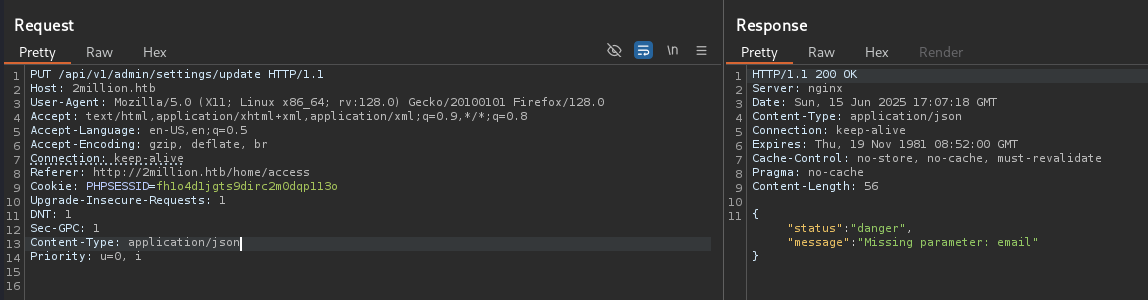 Request
Pretty Raw Hex \n
1 PUT /api/v1/admin/settings/update HTTP/1.1
2 Host: 2million.htb
3 User-Agent: Mozilla/5.0 (X11; Linux x86_64; rv:128.0) Gecko/20100101 Firefox/128.0
4 Accept: text/html,application/xhtml+xml,application/xml;q=0.9,*/*;q=0.8
5 Accept-Language: en-US,en;q=0.5
6 Accept-Encoding: gzip, deflate, br
7 Connection: keep-alive
8 Referer: http://2million.htb/home/access
9 Cookie: PHPSESSID=fhlo4dljgts9dirc2m0dqpll3o
10 Upgrade-Insecure-Requests: 1
11 DNT: 1
12 Sec-GPC: 1
13 Content-Type: application/json
14 Priority: u=0, i
15
16
Response
Pretty Raw Hex Render
1 HTTP/1.1 200 OK
2 Server: nginx
3 Date: Sun, 15 Jun 2025 17:07:18 GMT
4 Content-Type: application/json
5 Connection: keep-alive
6 Expires: Thu, 19 Nov 1981 08:52:00 GMT
7 Cache-Control: no-store, no-cache, must-revalidate
8 Pragma: no-cache
9 Content-Length: 56
10
11 {
"status":"danger",
"message":"Missing parameter: email"
}